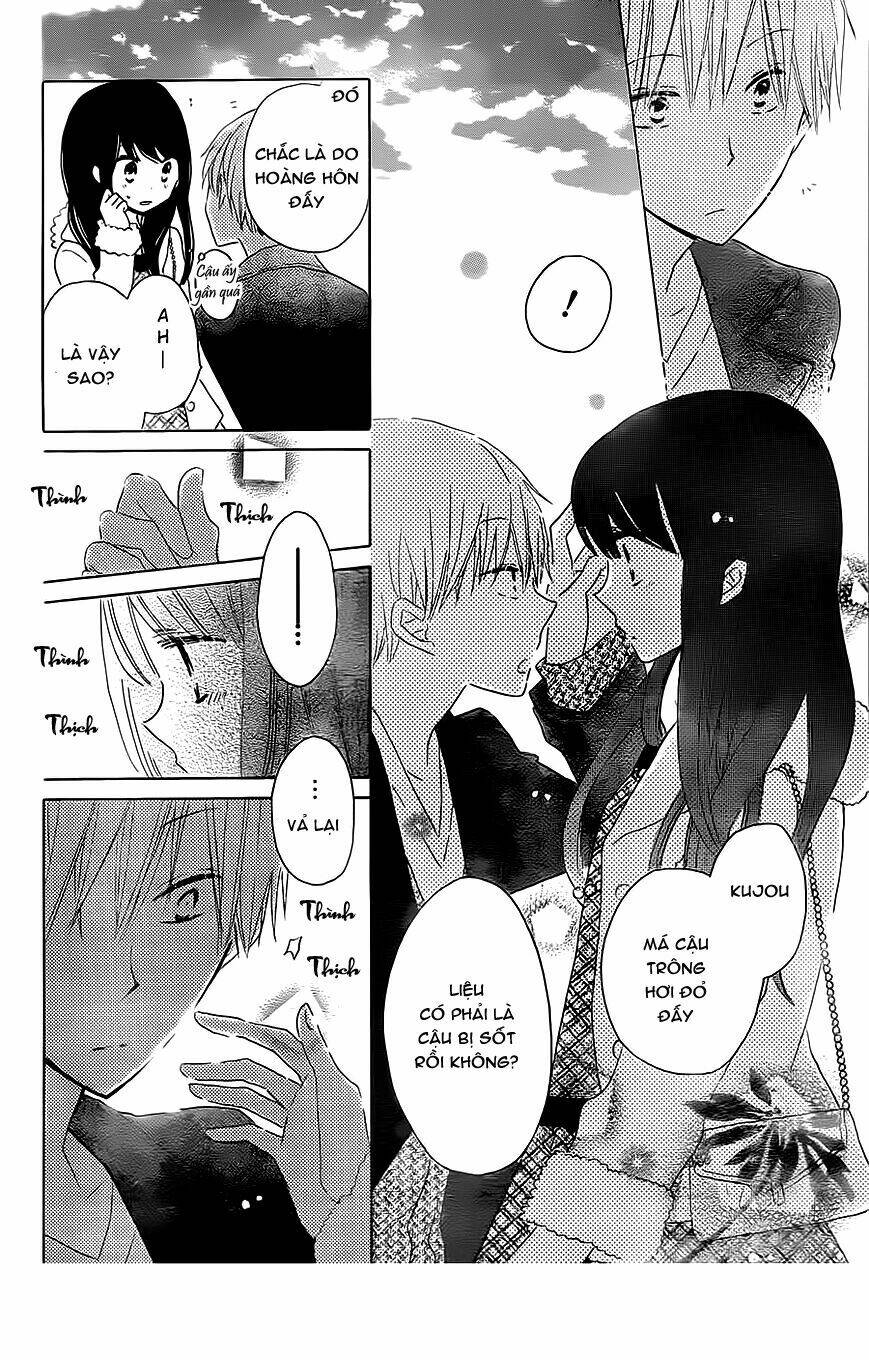 !
KUJOU
MÁ CẬU
TRÔNG
HƠI ĐỎ
ĐẤY
LIỆU
CÓ PHẢI LÀ
CẬU BỊ SỐT
RỒI KHÔNG?
ĐÓ
CHẮC LÀ DO
HOÀNG HÔN
ĐẤY
Cậu ấy
gần quá
A
H
—
LÀ VẬY
SAO?
Thình
Thịch
......
Thình
Thịch
...
VẢ LẠI
Thình
Thịch